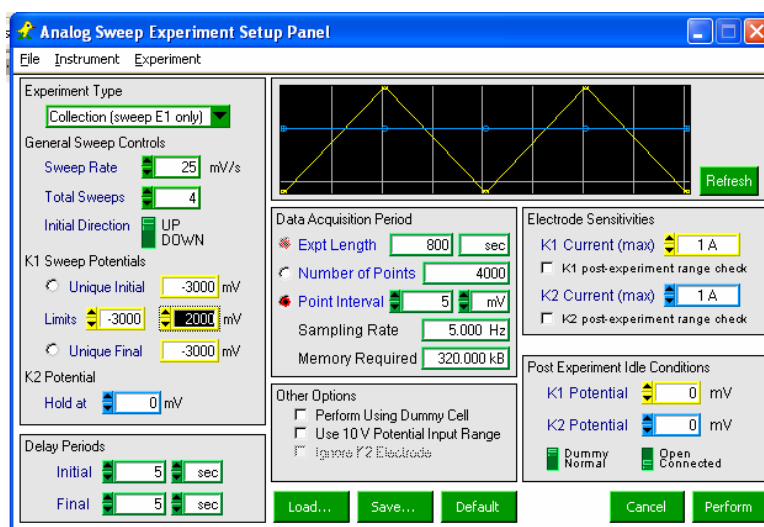 Analog Sweep Experiment Setup Panel
File Instrument Experiment
Experiment Type
Collection (sweep E1 only)
General Sweep Controls
Sweep Rate 25 mV/s
Total Sweeps 4
Initial Direction UP
DOWN
K1 Sweep Potentials
Unique Initial -3000 mV
Limits -3000 2000 mV
Unique Final -3000 mV
K2 Potential
Hold at 0 mV
Delay Periods
Initial 5 sec
Final 5 sec
Refresh
Data Acquisition Period
Expt Length 800 sec
Number of Points 4000
Point Interval 5 mV
Sampling Rate 5.000 Hz
Memory Required 320.000 kB
Other Options
Perform Using Dummy Cell
Use 10 V Potential Input Range
Ignore K2 Electrode
Electrode Sensitivities
K1 Current (max) 1 A
K1 post-experiment range check
K2 Current (max) 1 A
K2 post-experiment range check
Post Experiment Idle Conditions
K1 Potential 0 mV
K2 Potential 0 mV
Dummy Open
Normal Connected
Load... Save... Default Cancel Perform